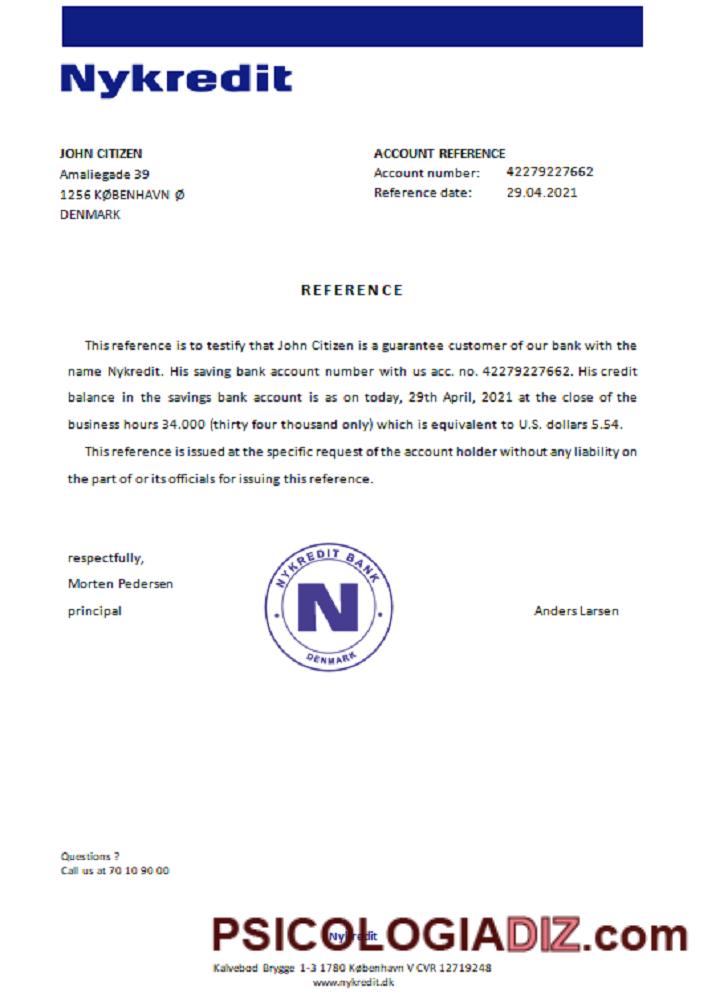 Nykredit
JOHN CITIZEN
Amaliegade 39
1256 KØBENHAVN Ø
DENMARK
ACCOUNT REFERENCE
Account number: 42279227662
Reference date: 29.04.2021
REFERENCE
This reference is to testify that John Citizen is a guarantee customer of our bank with the
name Nykredit. His saving bank account number with us acc. no. 42279227662. His credit
balance in the savings bank account is as on today, 29th April, 2021 at the close of the
business hours 34.000 (thirty four thousand only) which is equivalent to U.S. dollars 5.54.
This reference is issued at the specific request of the account holder without any liability on
the part of or its officials for issuing this reference.
respectfully,
Morten Pedersen
principal
NYKREDIT BANK
N
DENMARK
Anders Larsen
Questions ?
Call us at 70 10 90 00
PSICOLOGIADIZ.com
Nykredit
Kalvebod Brygge 1-3 1780 København V CVR 12719248
www.nykredit.dk